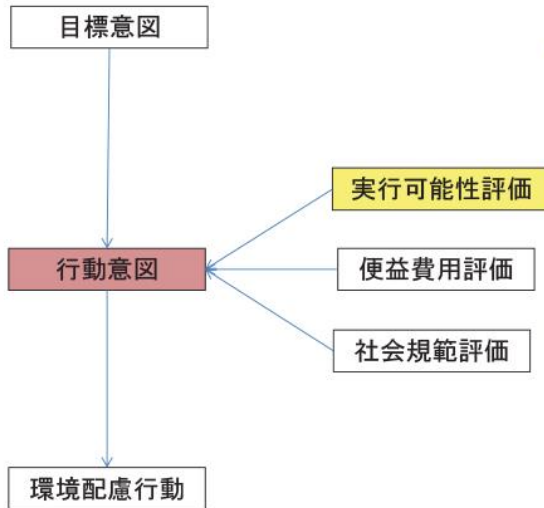 目標意図
実行可能性評価
行動意図
便益費用評価
社会規範評価
環境配慮行動